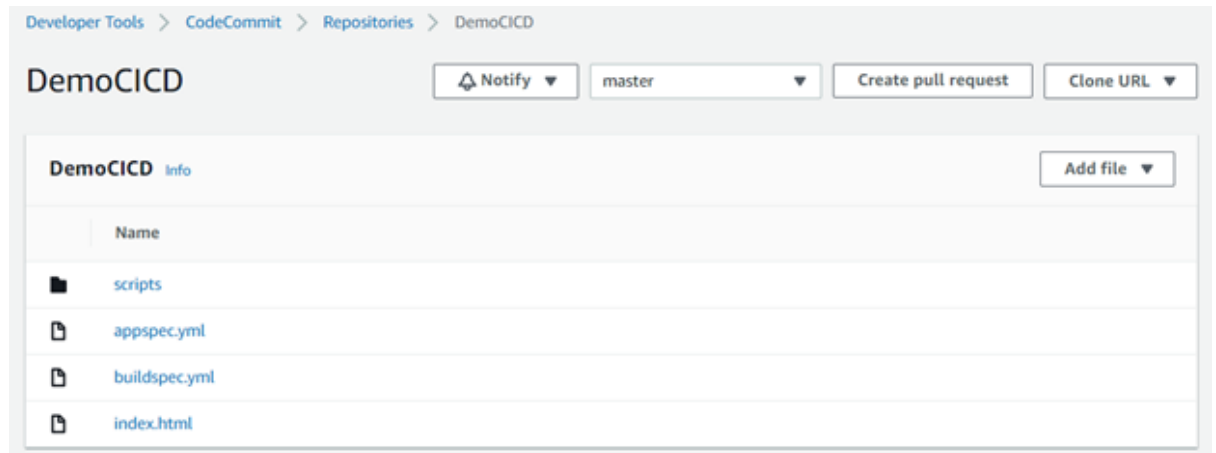 Developer Tools > CodeCommit > Repositories > DemoCICD
DemoCICD Notify master Create pull request Clone URL
DemoCICD Info Add file
Name
scripts
appspec.yml
buildspec.yml
index.html